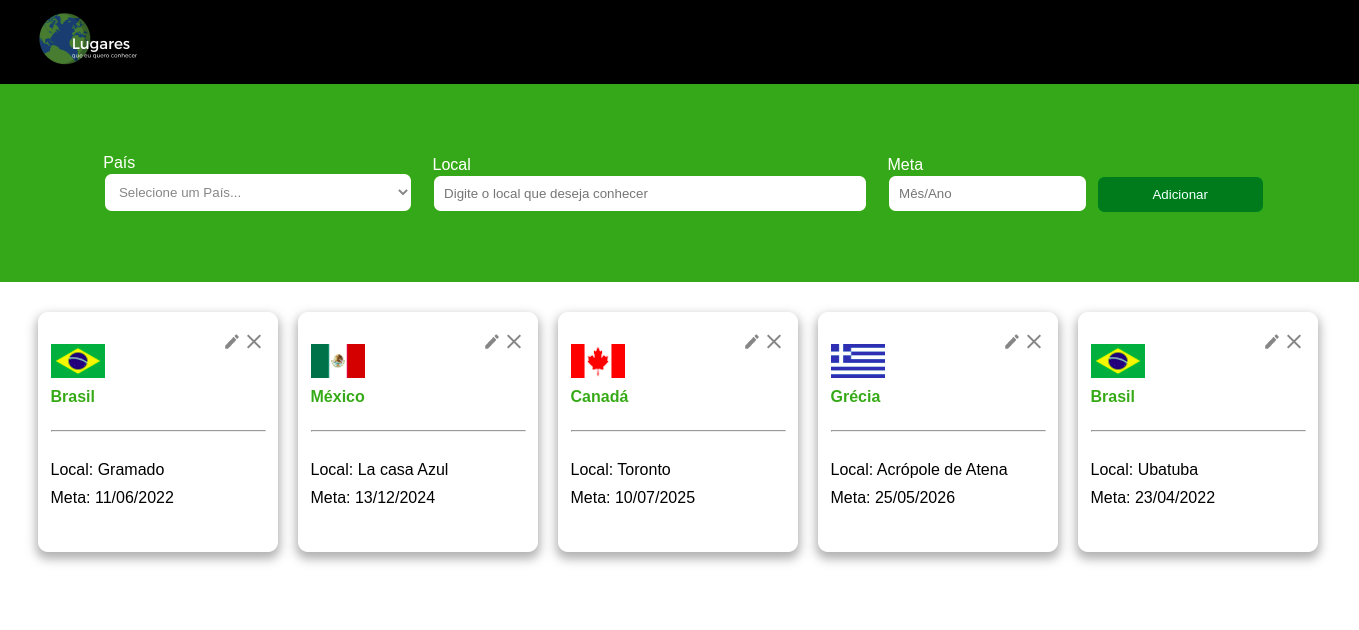 Lugares
que eu quero conhecer
País
Local
Meta
Selecione um País...
Digite o local que deseja conhecer
Mês/Ano
Adicionar
Brasil
Local: Gramado
Meta: 11/06/2022
México
Local: La casa Azul
Meta: 13/12/2024
Canadá
Local: Toronto
Meta: 10/07/2025
Grécia
Local: Acrópole de Atena
Meta: 25/05/2026
Brasil
Local: Ubatuba
Meta: 23/04/2022